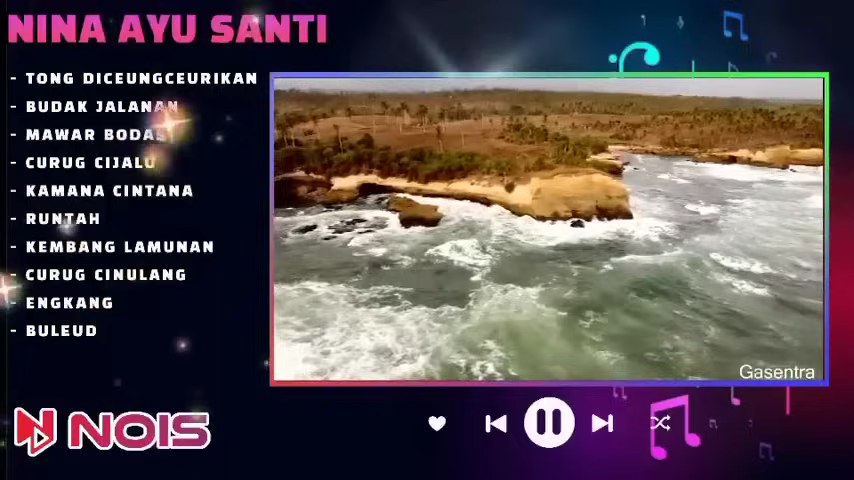 NINA AYU SANTI
- TONG DICEUNGCEURIKAN
- BUDAK JALANAN
- MAWAR BODAS
- CURUG CIJALU
- KAMANA CINTANA
- RUNTAH
- KEMBANG LAMUNAN
- CURUG CINULANG
- ENGKANG
- BULEUD
Gasentra
NOIS